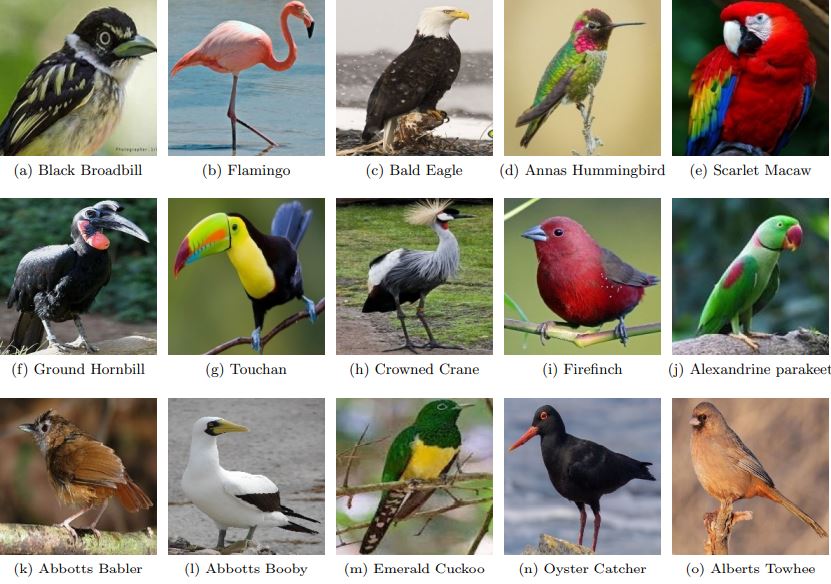 (a) Black Broadbill
(b) Flamingo
(c) Bald Eagle
(d) Annas Hummingbird
(e) Scarlet Macaw
(f) Ground Hornbill
(g) Touchan
(h) Crowned Crane
(i) Firefinch
(j) Alexandrine parakeet
(k) Abbotts Babler
(l) Abbotts Booby
(m) Emerald Cuckoo
(n) Oyster Catcher
(o) Alberts Towhee